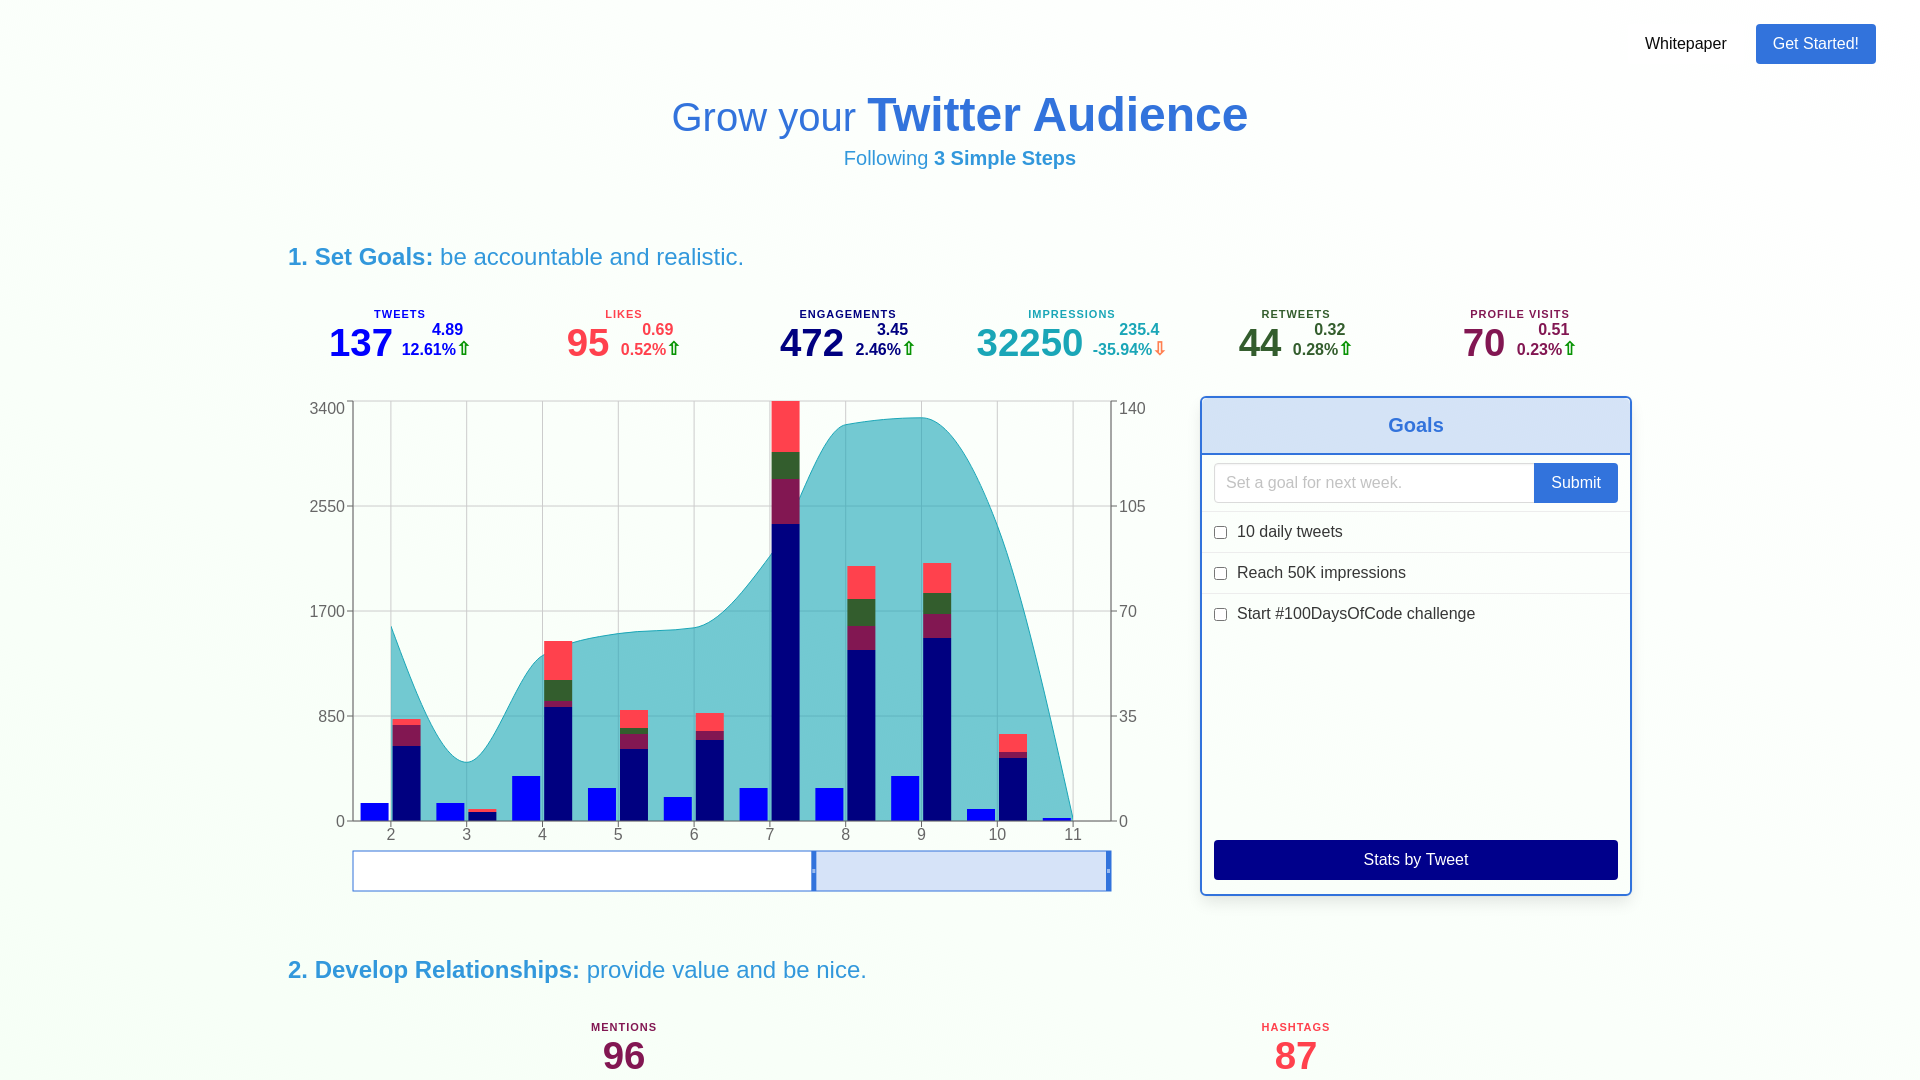 Whitepaper
Get Started!
Grow your Twitter Audience
Following 3 Simple Steps
1. Set Goals: be accountable and realistic.
TWEETS
137 4.89
12.61%⇧
LIKES
95 0.69
0.52%⇧
ENGAGEMENTS
472 3.45
2.46%⇧
IMPRESSIONS
32250 235.4
-35.94%⇩
RETWEETS
44 0.32
0.28%⇧
PROFILE VISITS
70 0.51
0.23%⇧
3400
2550
1700
850
0
140
105
70
35
0
2 3 4 5 6 7 8 9 10 11
Goals
Set a goal for next week.
Submit
10 daily tweets
Reach 50K impressions
Start #100DaysOfCode challenge
Stats by Tweet
2. Develop Relationships: provide value and be nice.
MENTIONS
96
HASHTAGS
87